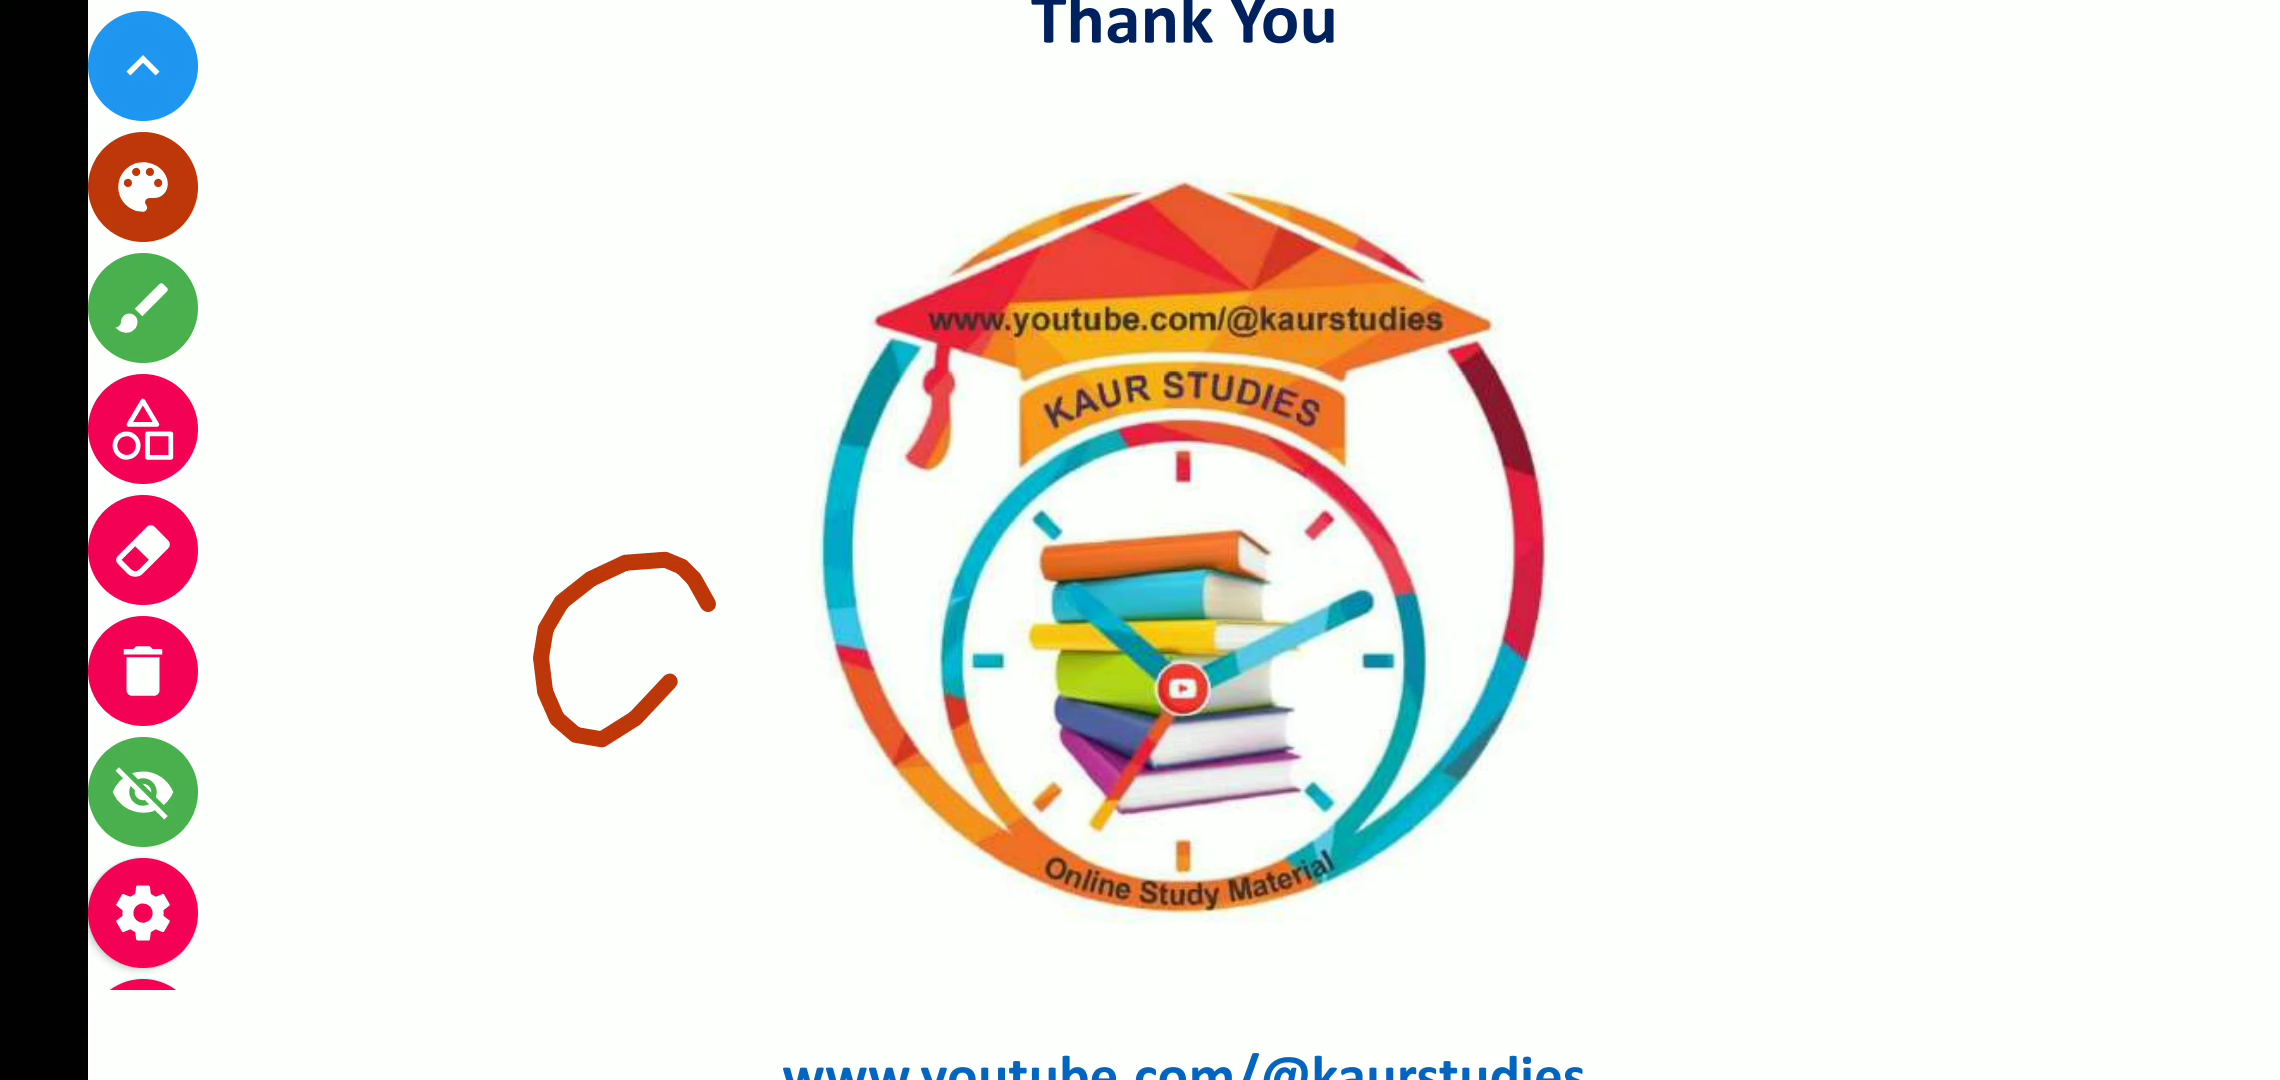 Thank You
www.youtube.com/@kaurstudies
KAUR STUDIES
C
Online Study Material
www.youtube.com/@kaurstudies